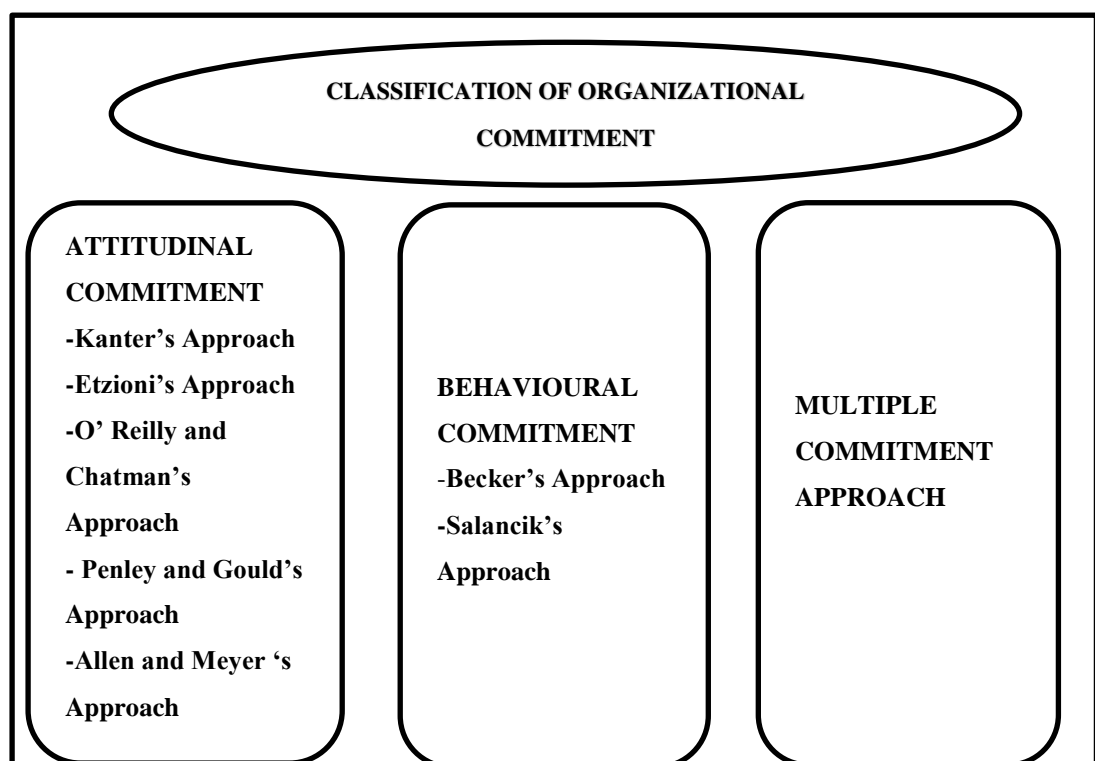 CLASSIFICATION OF ORGANIZATIONAL
COMMITMENT
ATTITUDINAL
COMMITMENT
-Kanter’s Approach
-Etzioni’s Approach
-O’ Reilly and
Chatman’s
Approach
- Penley and Gould’s
Approach
-Allen and Meyer ‘s
Approach
BEHAVIOURAL
COMMITMENT
-Becker’s Approach
-Salancik’s
Approach
MULTIPLE
COMMITMENT
APPROACH